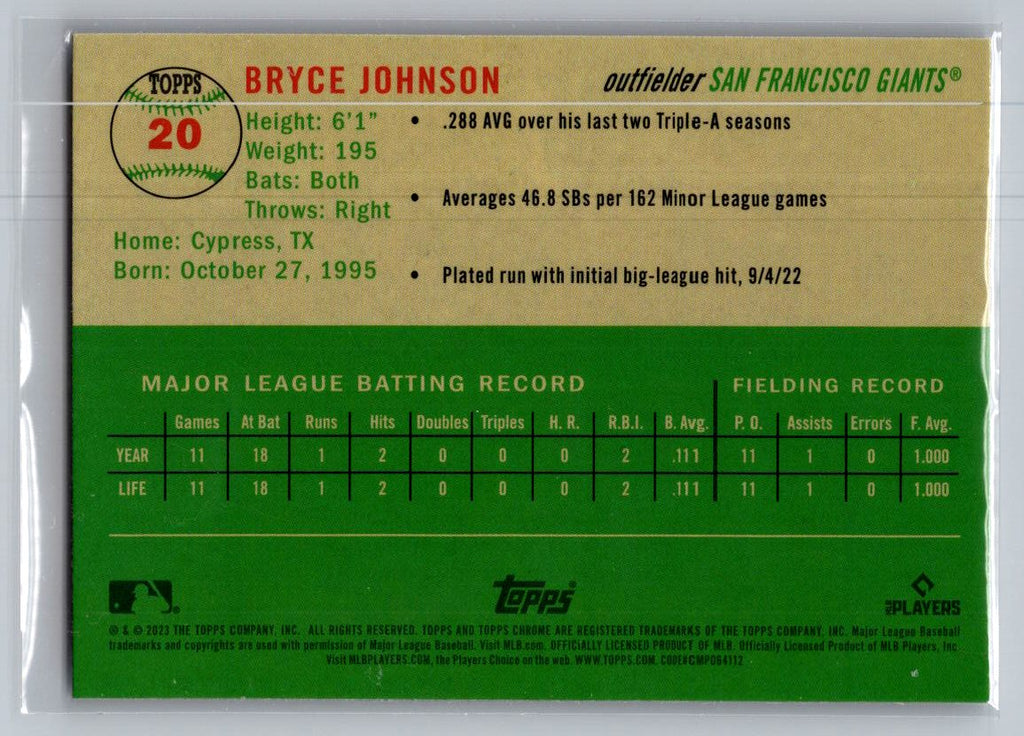 TOPPS
20
BRYCE JOHNSON
outfielder SAN FRANCISCO GIANTS®
Height: 6'1"
Weight: 195
Bats: Both
Throws: Right
Home: Cypress, TX
Born: October 27, 1995
• .288 AVG over his last two Triple-A seasons
• Averages 46.8 SBs per 162 Minor League games
• Plated run with initial big-league hit, 9/4/22
MAJOR LEAGUE BATTING RECORD FIELDING RECORD
Games At Bat Runs Hits Doubles Triples H. R. R.B.I. B. Avg. P. O. Assists Errors F. Avg.
YEAR 11 18 1 2 0 0 0 2 .111 11 1 0 1.000
LIFE 11 18 1 2 0 0 0 2 .111 11 1 0 1.000
TOPPS®
MLB PLAYERS
® & © 2023 THE TOPPS COMPANY, INC. ALL RIGHTS RESERVED. TOPPS AND TOPPS CHROME ARE REGISTERED TRADEMARKS OF THE TOPPS COMPANY, INC. Major League Baseball
trademarks and copyrights are used with permission of Major League Baseball. Visit MLB.com. OFFICIALLY LICENSED PRODUCT OF MLB. Officially Licensed Product of MLB Players, Inc.
Visit MLBPLAYERS.COM, the Players Choice on the web. WWW.TOPPS.COM. CODE#CMP064112